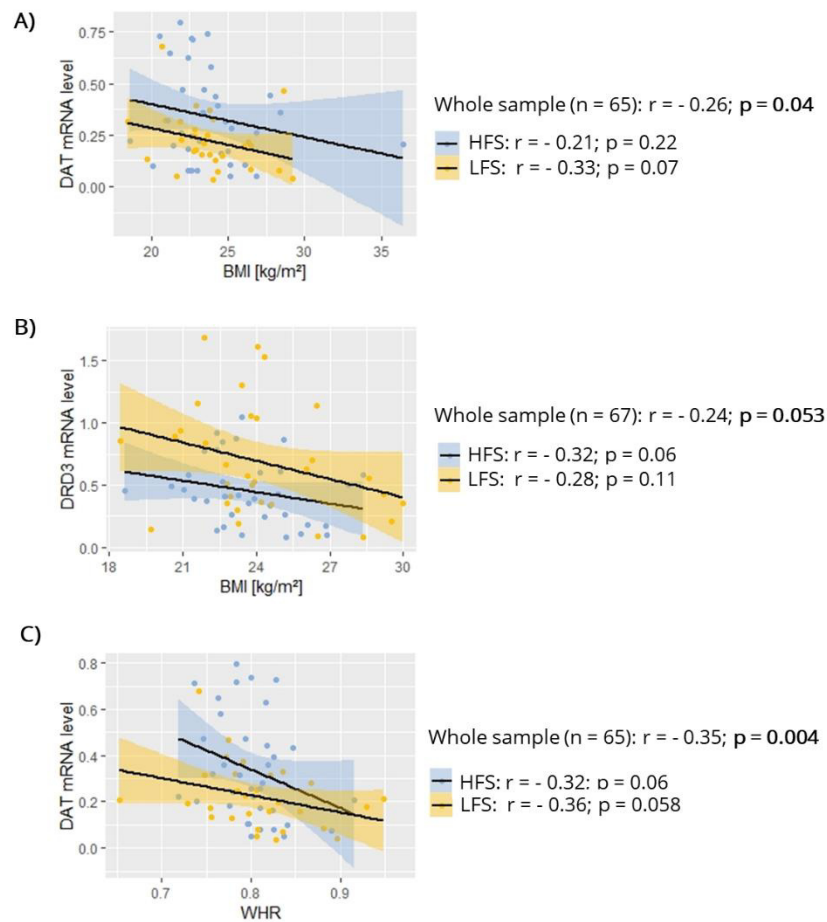 A)
DAT mRNA level
0.75
0.50
0.25
0.00
20 25 30 35
BMI [kg/m²]
Whole sample (n = 65): r = - 0.26; p = 0.04
HFS: r = - 0.21; p = 0.22
LFS: r = - 0.33; p = 0.07
B)
DRD3 mRNA level
1.5
1.0
0.5
0.0
18 21 24 27 30
BMI [kg/m²]
Whole sample (n = 67): r = - 0.24; p = 0.053
HFS: r = - 0.32; p = 0.06
LFS: r = - 0.28; p = 0.11
C)
DAT mRNA level
0.8
0.6
0.4
0.2
0.0
0.7 0.8 0.9
WHR
Whole sample (n = 65): r = - 0.35; p = 0.004
HFS: r = - 0.32: p = 0.06
LFS: r = - 0.36; p = 0.058